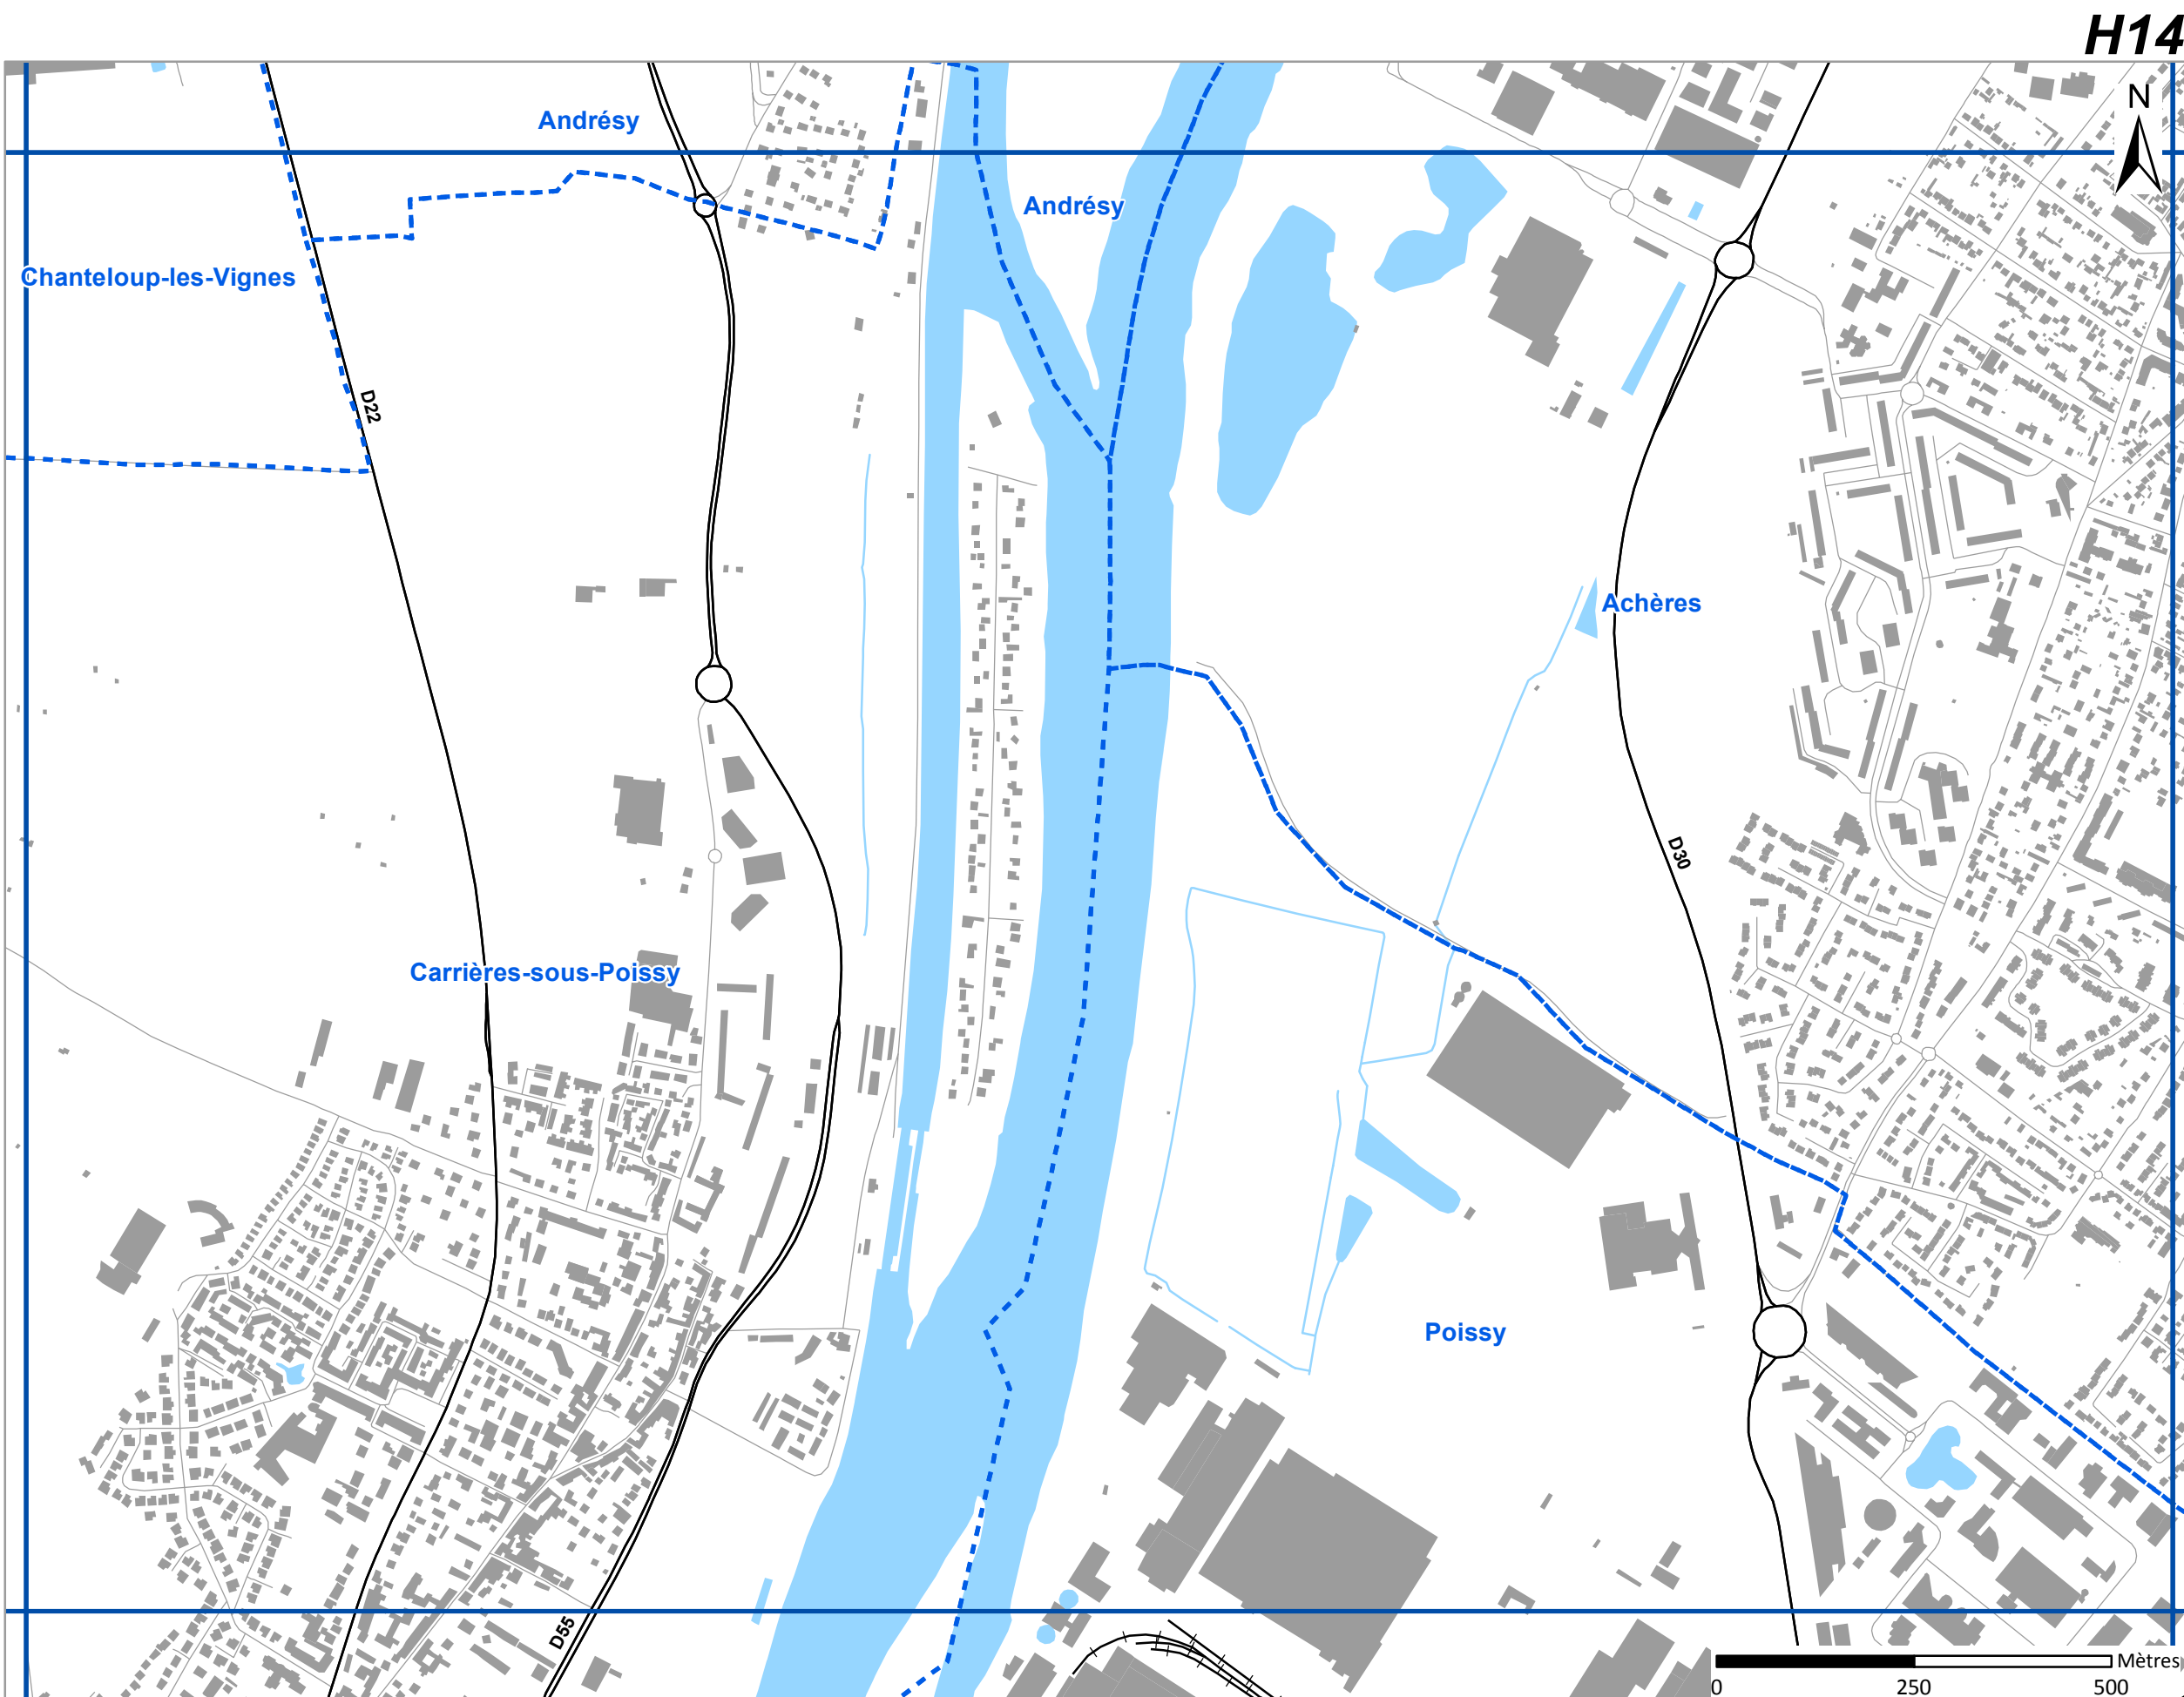 H14
N
Andrésy
Andrésy
Chanteloup-les-Vignes
D22
Achères
D30
Carrières-sous-Poissy
Poissy
D55
Mètres
0 250 500